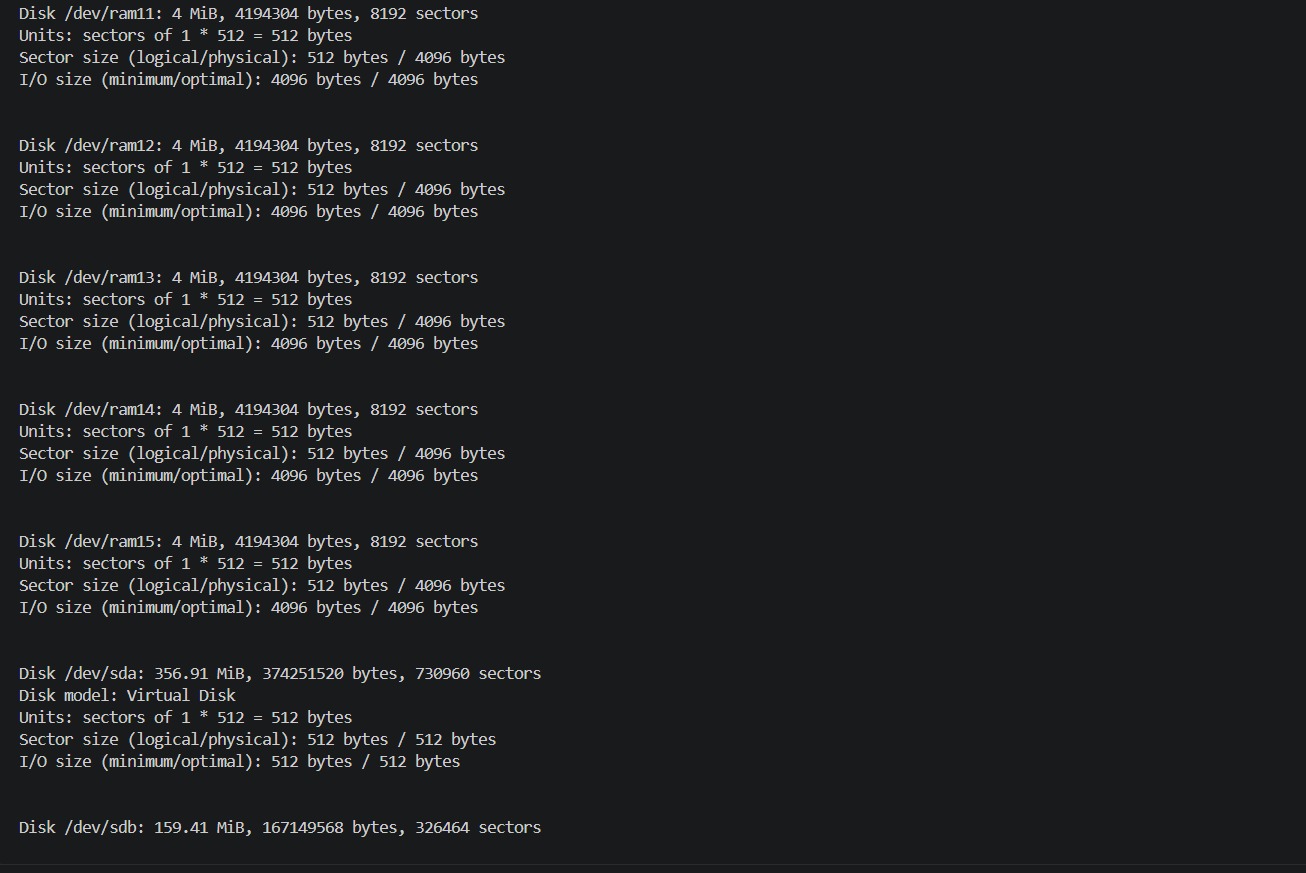 Disk /dev/ram11: 4 MiB, 4194304 bytes, 8192 sectors
Units: sectors of 1 * 512 = 512 bytes
Sector size (logical/physical): 512 bytes / 4096 bytes
I/O size (minimum/optimal): 4096 bytes / 4096 bytes
Disk /dev/ram12: 4 MiB, 4194304 bytes, 8192 sectors
Units: sectors of 1 * 512 = 512 bytes
Sector size (logical/physical): 512 bytes / 4096 bytes
I/O size (minimum/optimal): 4096 bytes / 4096 bytes
Disk /dev/ram13: 4 MiB, 4194304 bytes, 8192 sectors
Units: sectors of 1 * 512 = 512 bytes
Sector size (logical/physical): 512 bytes / 4096 bytes
I/O size (minimum/optimal): 4096 bytes / 4096 bytes
Disk /dev/ram14: 4 MiB, 4194304 bytes, 8192 sectors
Units: sectors of 1 * 512 = 512 bytes
Sector size (logical/physical): 512 bytes / 4096 bytes
I/O size (minimum/optimal): 4096 bytes / 4096 bytes
Disk /dev/ram15: 4 MiB, 4194304 bytes, 8192 sectors
Units: sectors of 1 * 512 = 512 bytes
Sector size (logical/physical): 512 bytes / 4096 bytes
I/O size (minimum/optimal): 4096 bytes / 4096 bytes
Disk /dev/sda: 356.91 MiB, 374251520 bytes, 730960 sectors
Disk model: Virtual Disk
Units: sectors of 1 * 512 = 512 bytes
Sector size (logical/physical): 512 bytes / 512 bytes
I/O size (minimum/optimal): 512 bytes / 512 bytes
Disk /dev/sdb: 159.41 MiB, 167149568 bytes, 326464 sectors